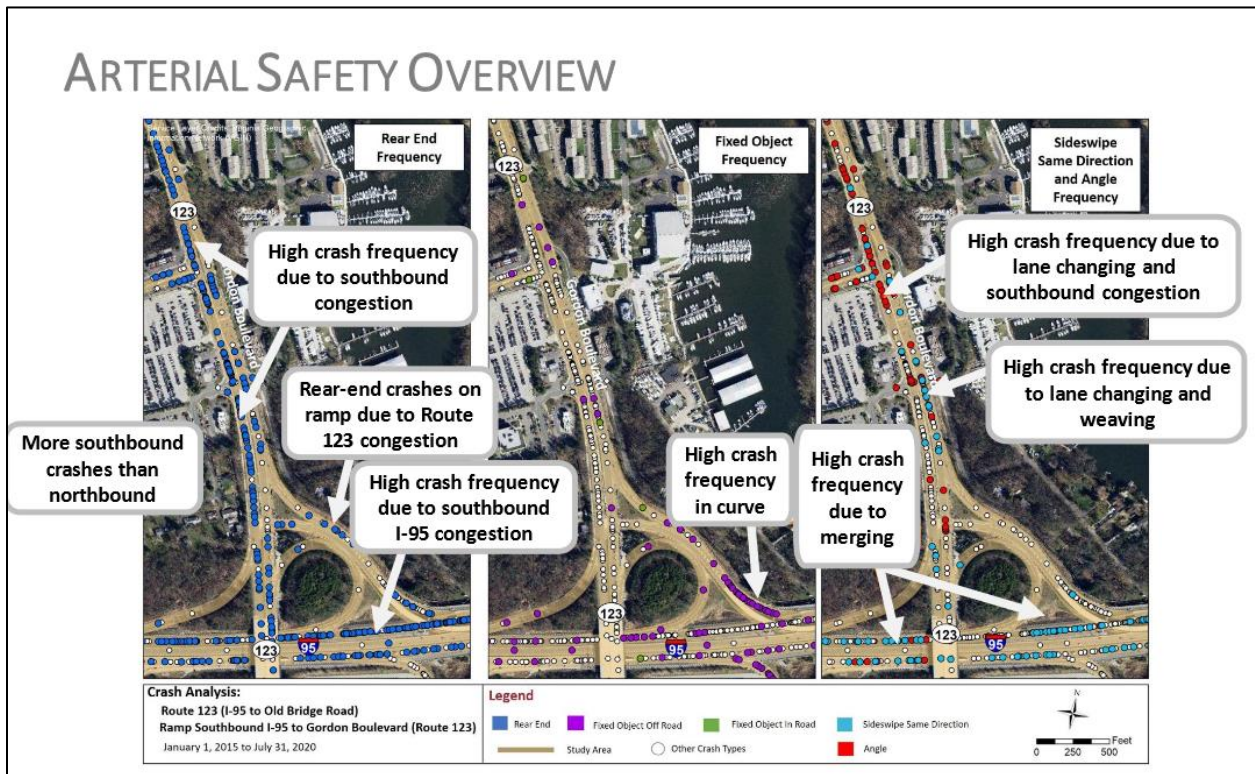 ARTERIAL SAFETY OVERVIEW
Rear End
Frequency
123
High crash frequency
due to southbound
congestion
Rear-end crashes on
ramp due to Route
123 congestion
More southbound
crashes than
northbound
High crash frequency
due to southbound
I-95 congestion
123
95
Fixed Object
Frequency
123
Gordon Boulevard
High crash
frequency
in curve
123
95
Sideswipe
Same Direction
and Angle
Frequency
123
High crash frequency due to
lane changing and
southbound congestion
High crash frequency due
to lane changing and
weaving
High crash
frequency
due to
merging
123
95
Crash Analysis:
Route 123 (I-95 to Old Bridge Road)
Ramp Southbound I-95 to Gordon Boulevard (Route 123)
January 1, 2015 to July 31, 2020
Legend
Rear End
Fixed Object Off Road
Fixed Object In Road
Sideswipe Same Direction
Study Area
Other Crash Types
Angle
N
Feet
0 250 500